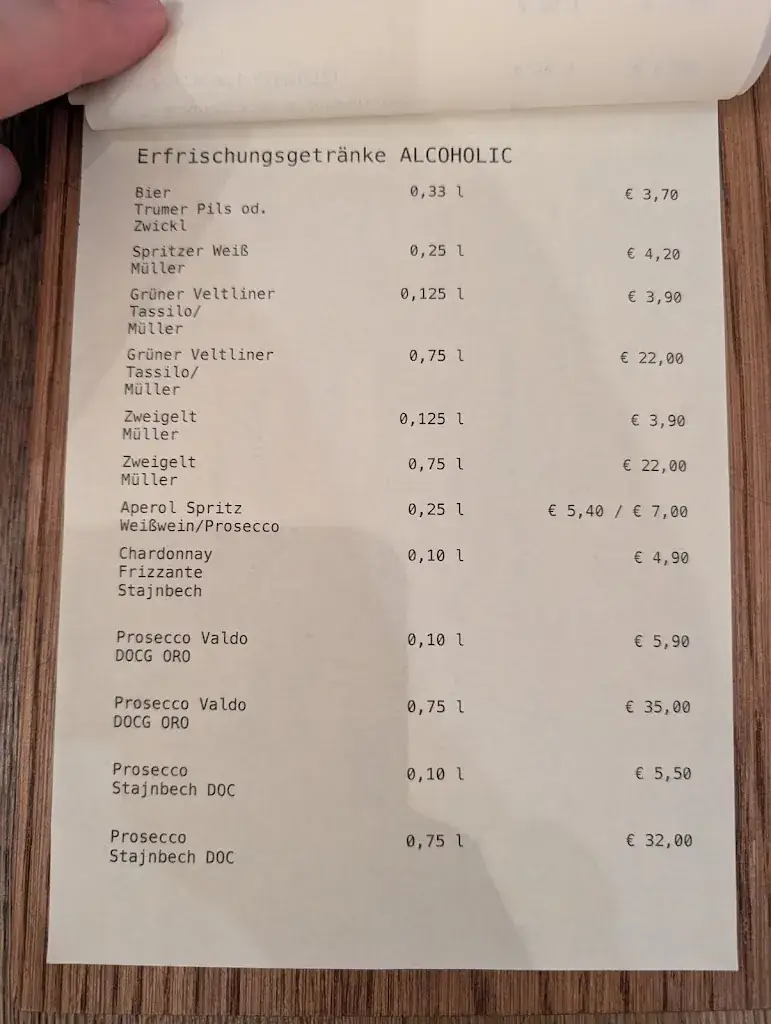 Erfrischungsgetränke ALCOHOLIC
Bier 0,33 l € 3,70
Trumer Pils od.
Zwickl
Spritzer Weiß 0,25 l € 4,20
Müller
Grüner Veltliner 0,125 l € 3,90
Tassilo/
Müller
Grüner Veltliner 0,75 l € 22,00
Tassilo/
Müller
Zweigelt 0,125 l € 3,90
Müller
Zweigelt 0,75 l € 22,00
Müller
Aperol Spritz 0,25 l € 5,40 / € 7,00
Weißwein/Prosecco
Chardonnay 0,10 l € 4,90
Frizzante
Stajnbech
Prosecco Valdo 0,10 l € 5,90
DOCG ORO
Prosecco Valdo 0,75 l € 35,00
DOCG ORO
Prosecco 0,10 l € 5,50
Stajnbech DOC
Prosecco 0,75 l € 32,00
Stajnbech DOC